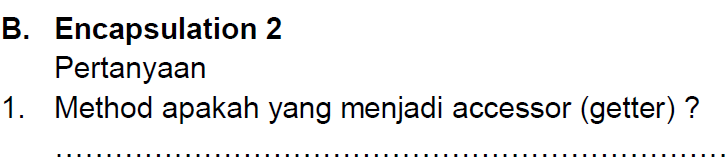 B. Encapsulation 2
Pertanyaan
1. Method apakah yang menjadi accessor (getter) ?
....................................................................